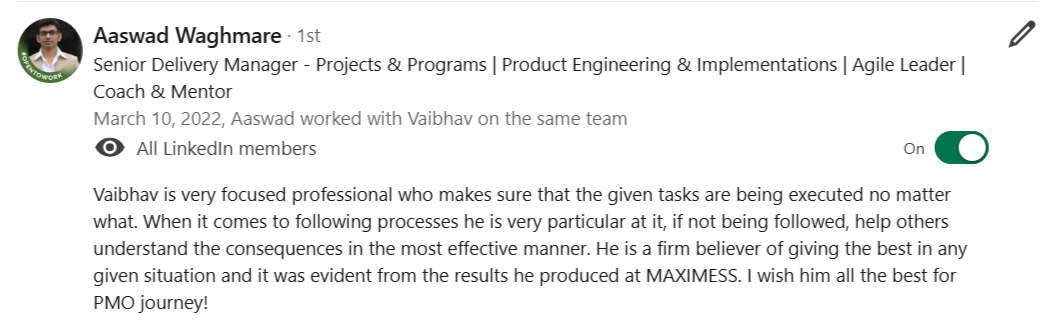 Aaswad Waghmare · 1st
Senior Delivery Manager - Projects & Programs | Product Engineering & Implementations | Agile Leader |
Coach & Mentor
March 10, 2022, Aaswad worked with Vaibhav on the same team
All LinkedIn members
On
Vaibhav is very focused professional who makes sure that the given tasks are being executed no matter
what. When it comes to following processes he is very particular at it, if not being followed, help others
understand the consequences in the most effective manner. He is a firm believer of giving the best in any
given situation and it was evident from the results he produced at MAXIMESS. I wish him all the best for
PMO journey!
#OPENTOWORK